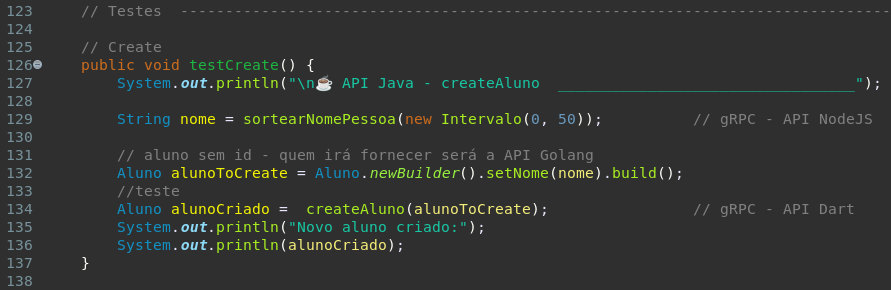 123 // Testes --------------------------------------------------------------------------------
124
125 // Create
126 public void testCreate() {
127 System.out.println("\n☕ API Java - createAluno  _________________________________");
128
129 String nome = sortearNomePessoa(new Intervalo(0, 50)); // gRPC - API NodeJS
130
131 // aluno sem id - quem irá fornecer será a API Golang
132 Aluno alunoToCreate = Aluno.newBuilder().setNome(nome).build();
133 //teste
134 Aluno alunoCriado =  createAluno(alunoToCreate); // gRPC - API Dart
135 System.out.println("Novo aluno criado:");
136 System.out.println(alunoCriado);
137 }
138